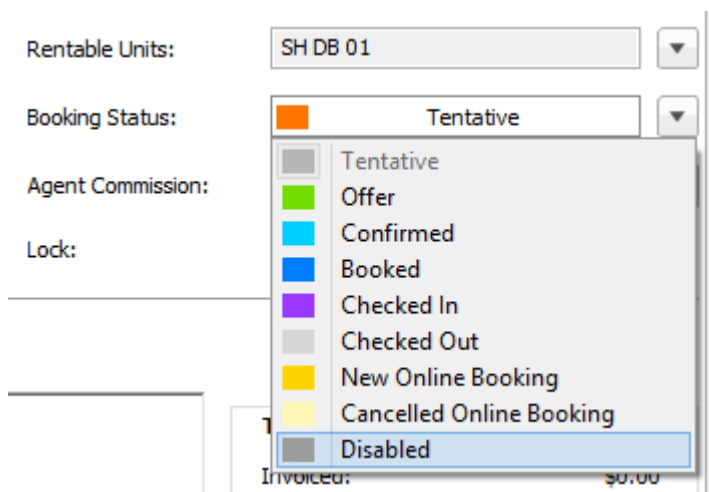 Rentable Units:
SH DB 01
Booking Status:
Tentative
Tentative
Agent Commission:
Offer
Confirmed
Lock:
Booked
Checked In
Checked Out
New Online Booking
Cancelled Online Booking
Disabled
Invoiced:
$0.00